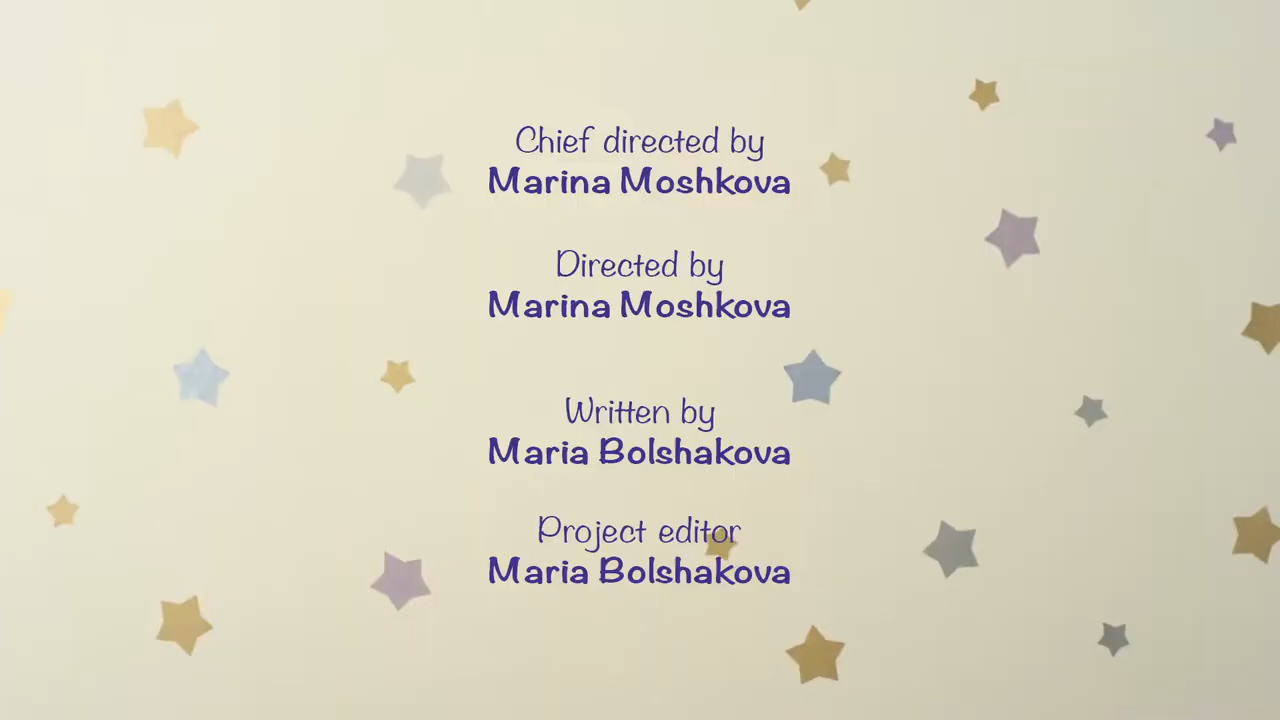 Chief directed by
Marina Moshkova
Directed by
Marina Moshkova
Written by
Maria Bolshakova
Project editor
Maria Bolshakova